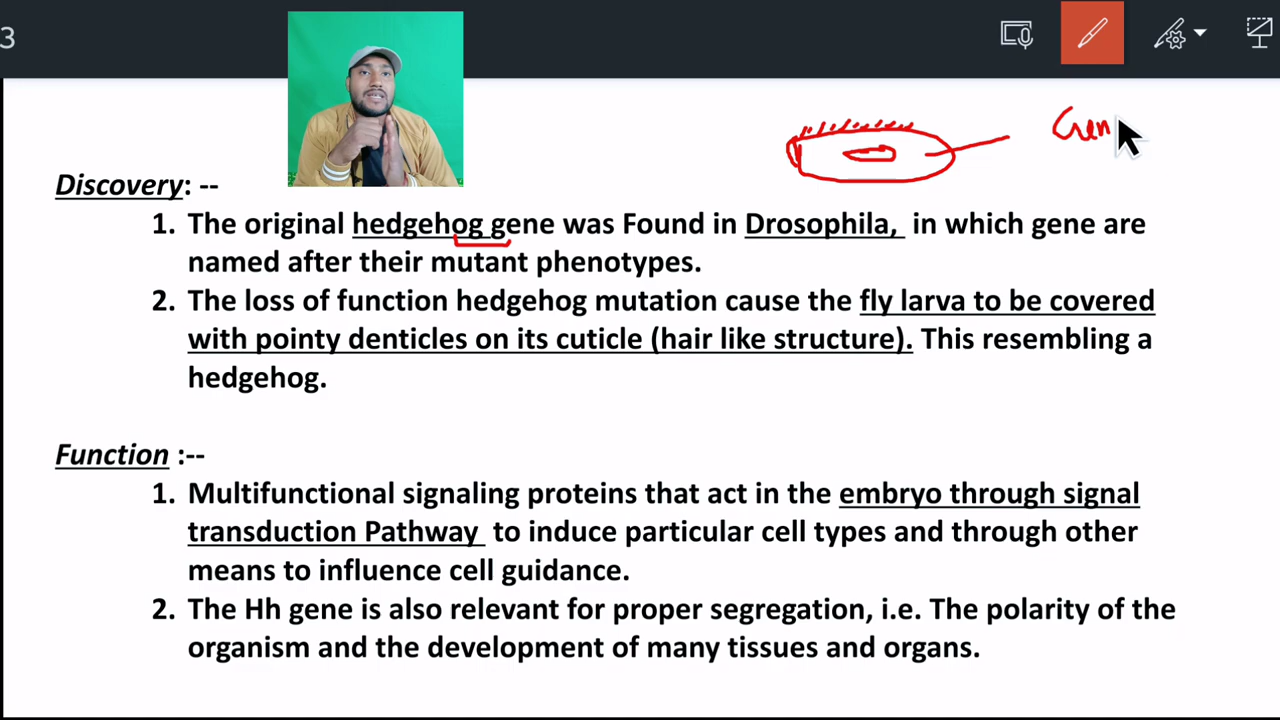 3
Gen
Discovery: --
1. The original hedgehog gene was Found in Drosophila, in which gene are
named after their mutant phenotypes.
2. The loss of function hedgehog mutation cause the fly larva to be covered
with pointy denticles on its cuticle (hair like structure). This resembling a
hedgehog.
Function :--
1. Multifunctional signaling proteins that act in the embryo through signal
transduction Pathway to induce particular cell types and through other
means to influence cell guidance.
2. The Hh gene is also relevant for proper segregation, i.e. The polarity of the
organism and the development of many tissues and organs.